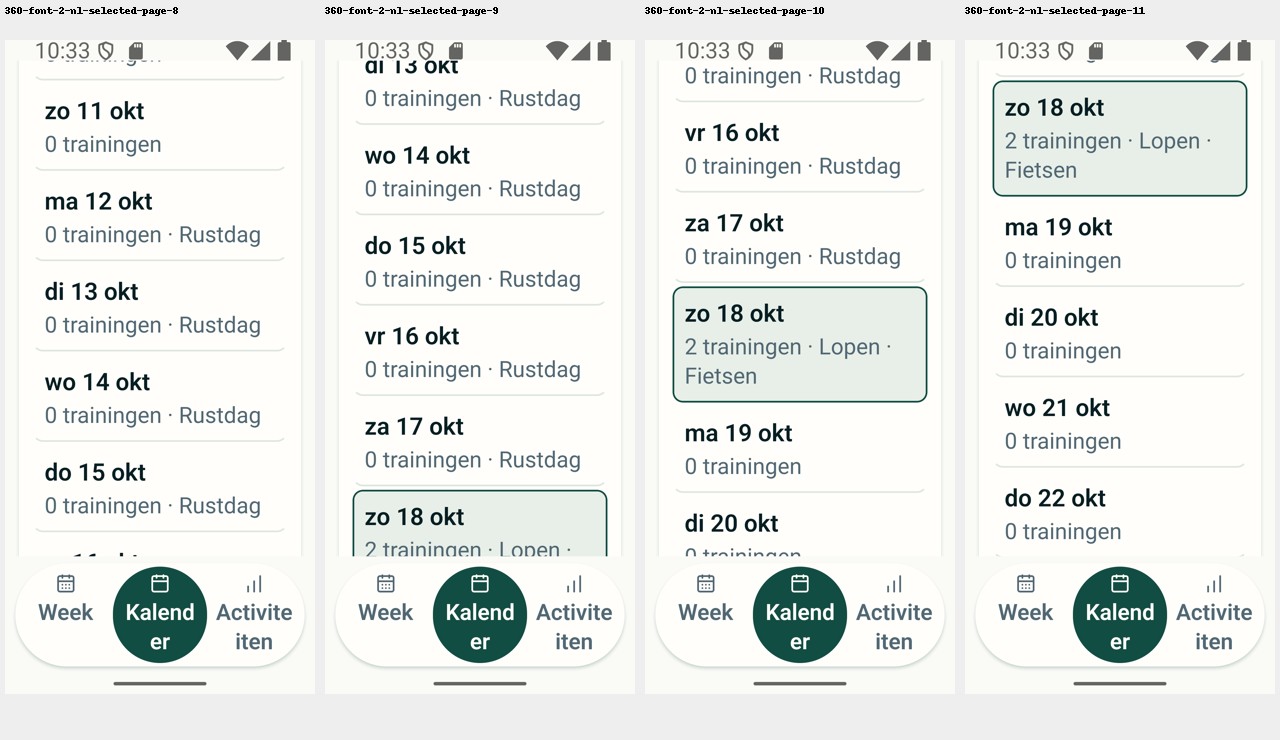 360-font-2-nl-selected-page-8
10:33
zo 11 okt
0 trainingen
ma 12 okt
0 trainingen · Rustdag
di 13 okt
0 trainingen · Rustdag
wo 14 okt
0 trainingen · Rustdag
do 15 okt
0 trainingen · Rustdag
Week
Kalend
er
Activite
iten
360-font-2-nl-selected-page-9
10:33
di 13 okt
0 trainingen · Rustdag
wo 14 okt
0 trainingen · Rustdag
do 15 okt
0 trainingen · Rustdag
vr 16 okt
0 trainingen · Rustdag
za 17 okt
0 trainingen · Rustdag
zo 18 okt
2 trainingen · Lopen ·
Week
Kalend
er
Activite
iten
360-font-2-nl-selected-page-10
10:33
0 trainingen · Rustdag
vr 16 okt
0 trainingen · Rustdag
za 17 okt
0 trainingen · Rustdag
zo 18 okt
2 trainingen · Lopen ·
Fietsen
ma 19 okt
0 trainingen
di 20 okt
0 trainingen
Week
Kalend
er
Activite
iten
360-font-2-nl-selected-page-11
10:33
zo 18 okt
2 trainingen · Lopen ·
Fietsen
ma 19 okt
0 trainingen
di 20 okt
0 trainingen
wo 21 okt
0 trainingen
do 22 okt
0 trainingen
Week
Kalend
er
Activite
iten